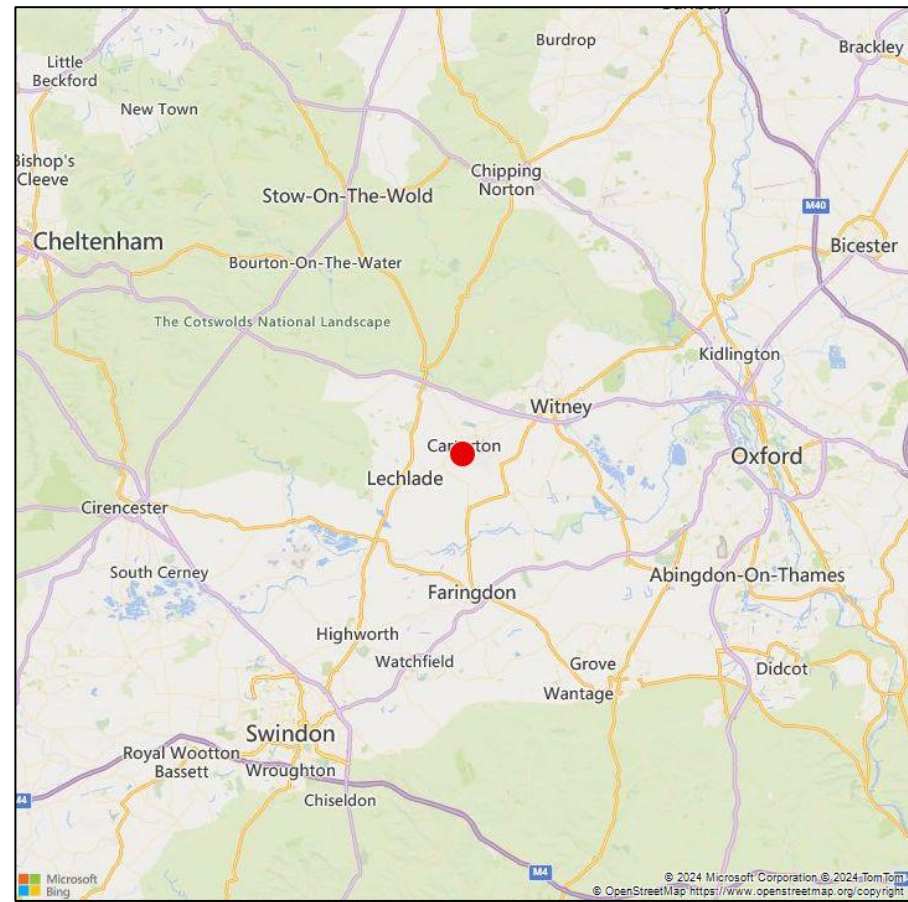 Burdrop
Brackley
Little
Beckford
New Town
Bishop's
Cleeve
Chipping
Norton
Stow-On-The-Wold
M40
Cheltenham
Bicester
Bourton-On-The-Water
The Cotswolds National Landscape
Kidlington
Witney
Lechlade
Oxford
Cirencester
South Cerney
Abingdon-On-Thames
Faringdon
Highworth
Watchfield
Grove
Didcot
Wantage
Swindon
Royal Wootton
Bassett
Wroughton
Chiseldon
M4
M4
Microsoft
Bing
© 2024 Microsoft Corporation © 2024 TomTom
© OpenStreetMap https://www.openstreetmap.org/copyright